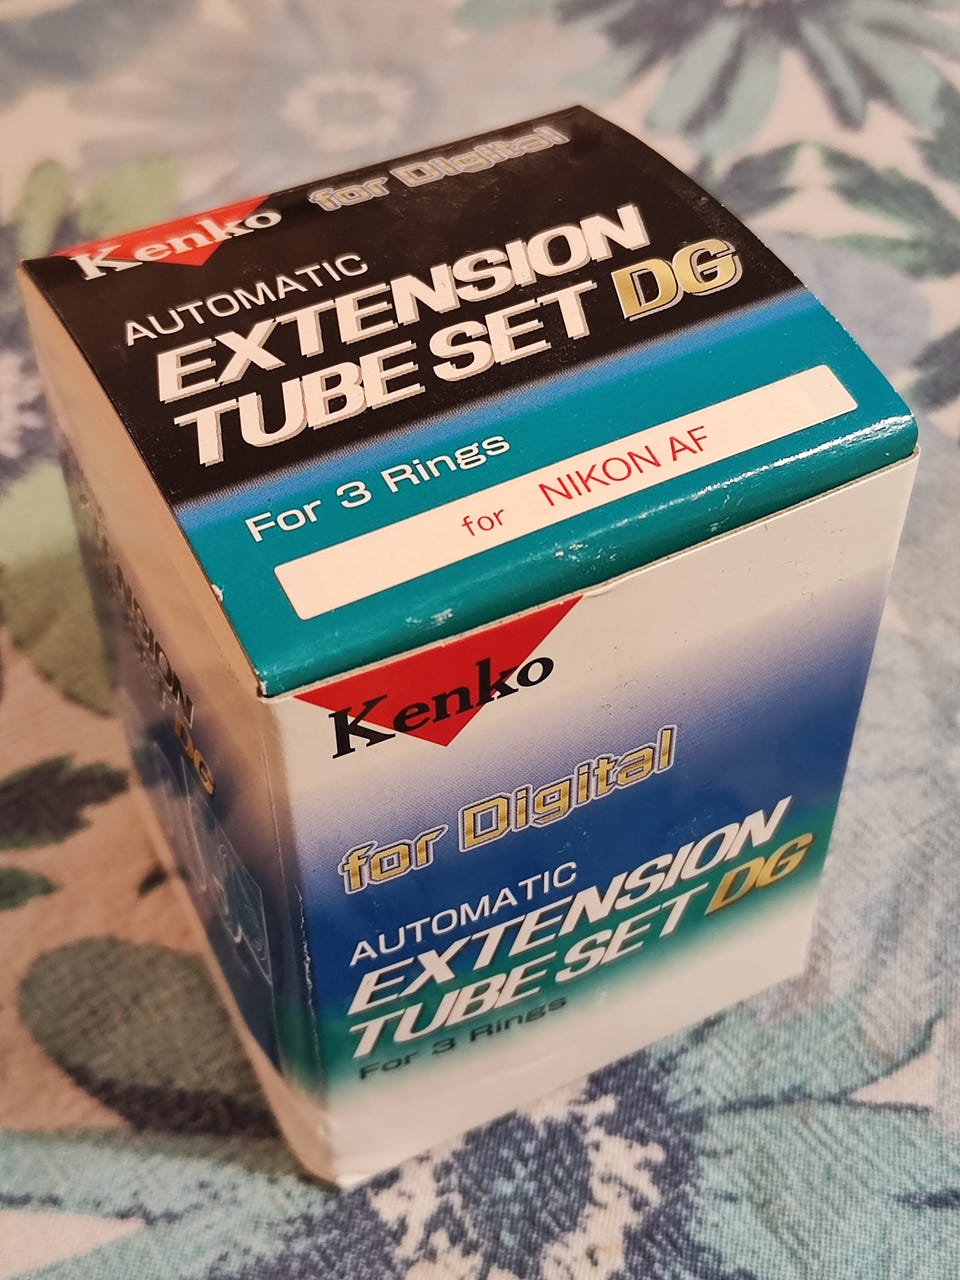 Kenko
for Digital
AUTOMATIC
EXTENSION
TUBE SET DG
For 3 Rings
for NIKON AF
Kenko
for Digital
AUTOMATIC
EXTENSION
TUBE SET DG
For 3 Rings
DG